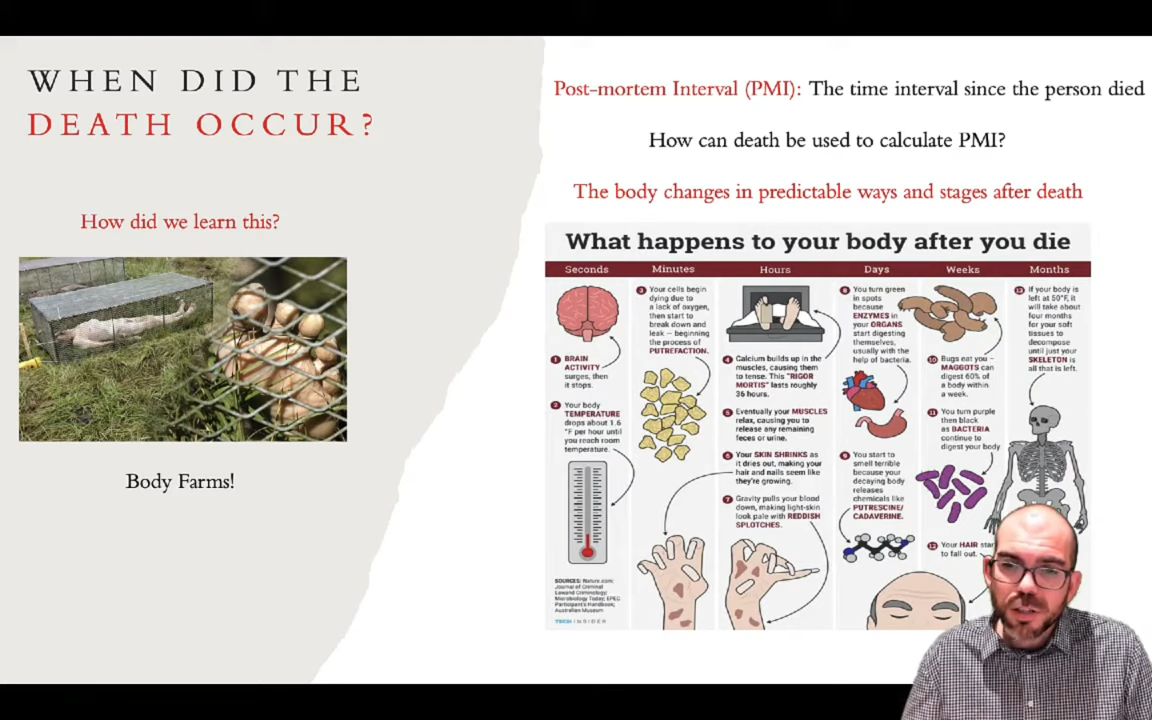 WHEN DID THE
DEATH OCCUR?
How did we learn this?
Body Farms!
Post-mortem Interval (PMI): The time interval since the person died
How can death be used to calculate PMI?
The body changes in predictable ways and stages after death
What happens to your body after you die
Seconds
1 BRAIN
ACTIVITY
surges, then
it stops.
2 Your body
TEMPERATURE
drops about 1.6
°F per hour until
you reach room
temperature.
SOURCES: Nature.com;
Journal of Criminal
Law and Criminology;
Microbiology Today; EPEC
Participant's Handbook;
Australian Museum
TECH INSIDER
Minutes
3 Your cells begin
dying due to
a lack of oxygen,
then start to
break down and
leak — beginning
the process of
PUTREFACTION.
Hours
4 Calcium builds up in the
muscles, causing them
to tense. This "RIGOR
MORTIS" lasts roughly
36 hours.
5 Eventually your MUSCLES
relax, causing you to
release any remaining
feces or urine.
6 Your SKIN SHRINKS as
it dries out, making your
hair and nails seem like
they're growing.
7 Gravity pulls your blood
down, making light-skin
look pale with REDDISH
SPLOTCHES.
Days
8 You turn green
in spots
because
ENZYMES in
your ORGANS
start digesting
themselves,
usually with the
help of bacteria.
9 You start to
smell terrible
because your
decaying body
releases
chemicals like
PUTRESCINE/
CADAVERINE.
Weeks
10 Bugs eat you —
MAGGOTS can
digest 60% of
a body within
a week.
11 You turn purple
then black
as BACTERIA
continue to
digest your body
12 Your HAIR
to fall out.
Months
13 If your body is
left at 50°F, it
will take about
four months
for your soft
tissues to
decompose
until just your
SKELETON is
all that is left.